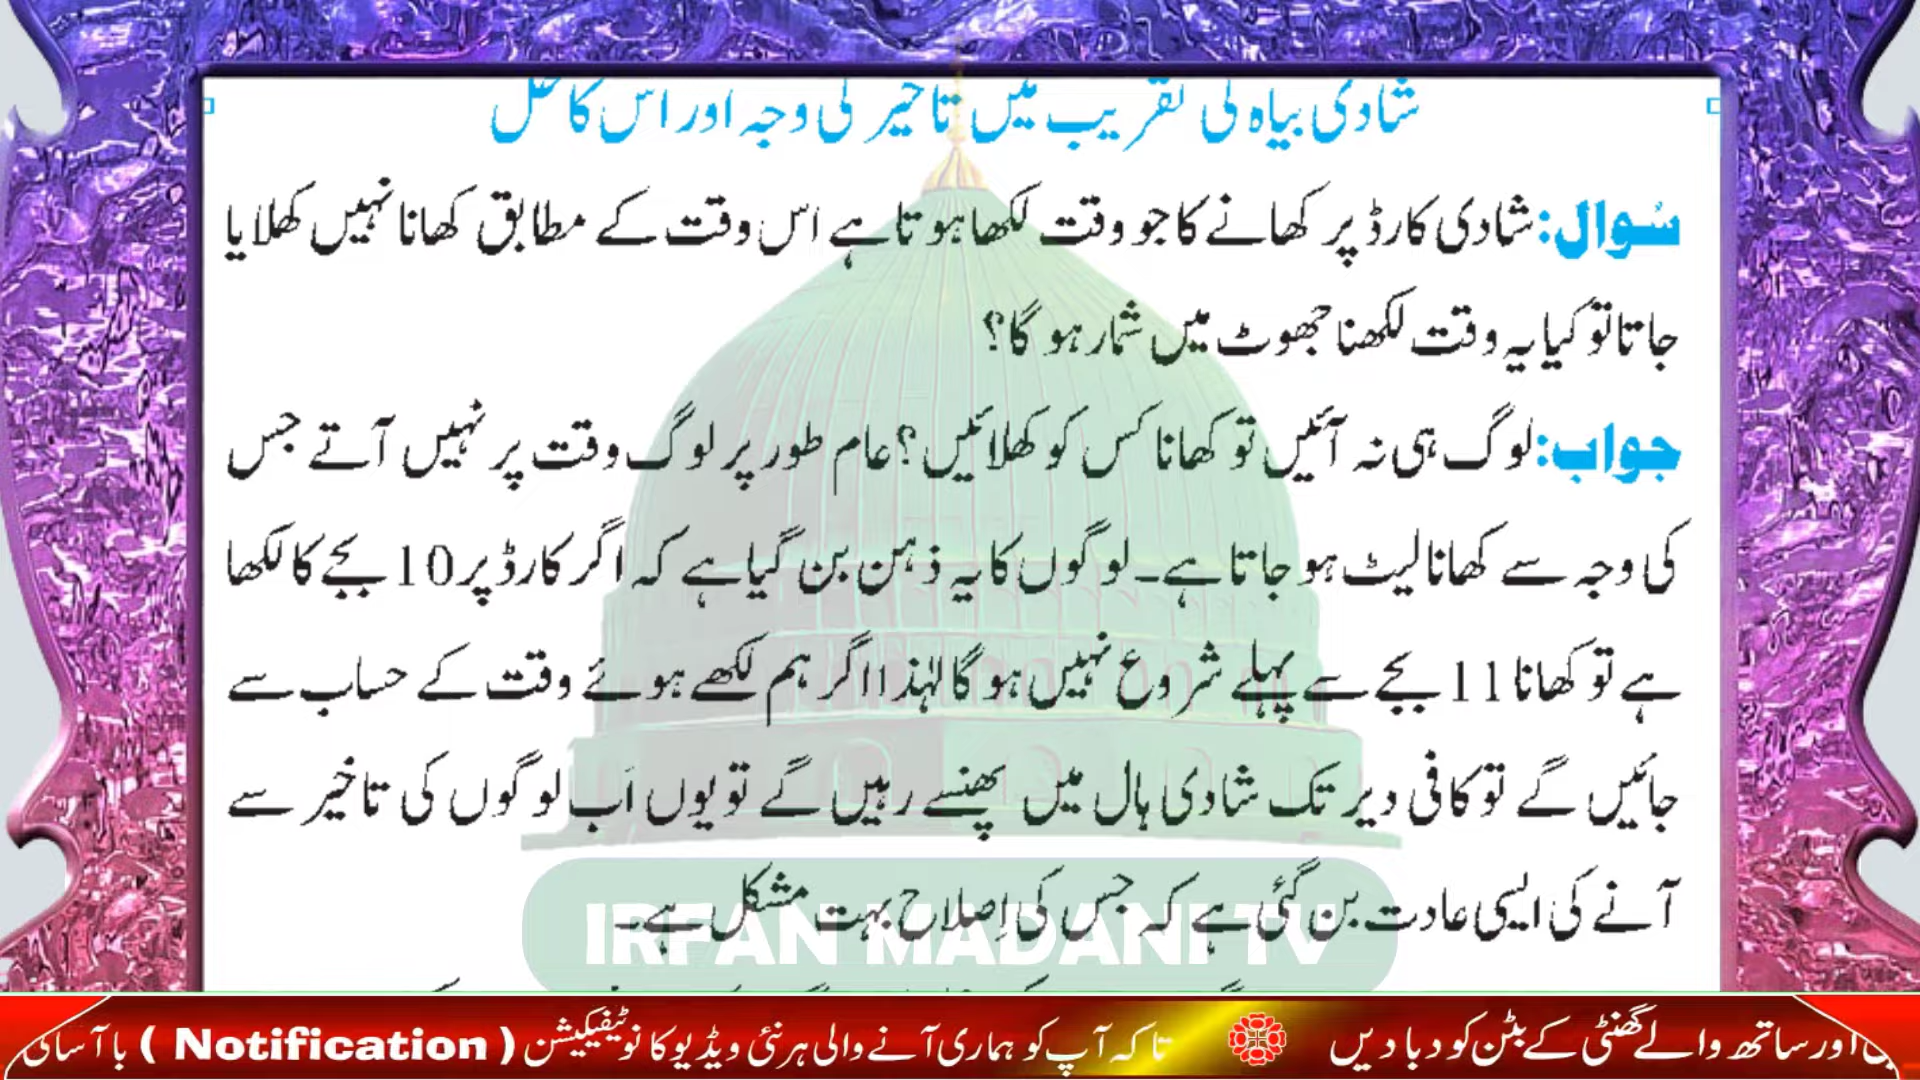 شادی بیاہ کی تقریب میں تاخیر کی وجہ اور اس کا حل
سُوال: شادی کارڈ پر کھانے کا جو وقت لکھا ہوتا ہے اس وقت کے مطابق کھانا نہیں کھلایا
جاتا تو کیا یہ وقت لکھنا جھوٹ میں شمار ہو گا؟
جواب: لوگ ہی نہ آئیں تو کھانا کس کو کھلائیں؟ عام طور پر لوگ وقت پر نہیں آتے جس
کی وجہ سے کھانا لیٹ ہو جاتا ہے۔ لوگوں کا یہ ذہن بن گیا ہے کہ اگر کارڈ پر 10 بجے کا لکھا
ہے تو کھانا 11 بجے سے پہلے شروع نہیں ہو گا لہٰذا اگر ہم لکھے ہوئے وقت کے حساب سے
جائیں گے تو کافی دیر تک شادی ہال میں پھنسے رہیں گے تو یوں اَب لوگوں کی تاخیر سے
آنے کی ایسی عادت بن گئی ہے کہ جس کی اِصلاح بہت مشکل ہے۔
IRFAN MADANI TV
اور ساتھ والے گھنٹی کے بٹن کو دبا دیں تاکہ آپ کو ہماری آنے والی ہر نئی ویڈیو کا نوٹیفیکیشن ( Notification ) باآسانی